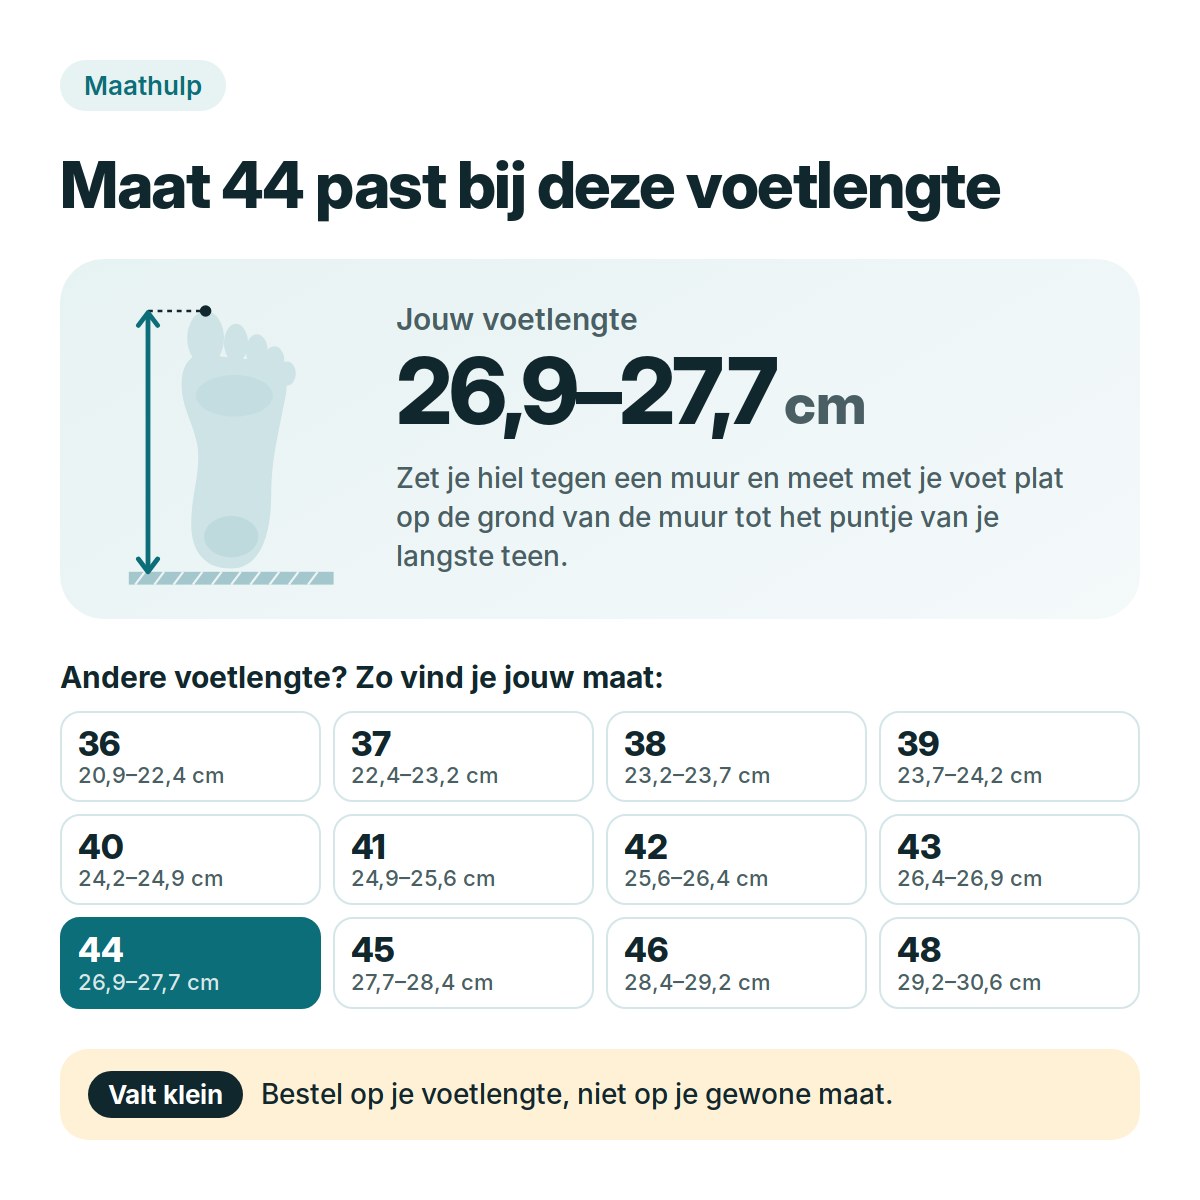 Maathulp
Maat 44 past bij deze voetlengte
Jouw voetlengte
26,9–27,7 cm
Zet je hiel tegen een muur en meet met je voet plat
op de grond van de muur tot het puntje van je
langste teen.
Andere voetlengte? Zo vind je jouw maat:
36
20,9–22,4 cm
37
22,4–23,2 cm
38
23,2–23,7 cm
39
23,7–24,2 cm
40
24,2–24,9 cm
41
24,9–25,6 cm
42
25,6–26,4 cm
43
26,4–26,9 cm
44
26,9–27,7 cm
45
27,7–28,4 cm
46
28,4–29,2 cm
48
29,2–30,6 cm
Valt klein Bestel op je voetlengte, niet op je gewone maat.